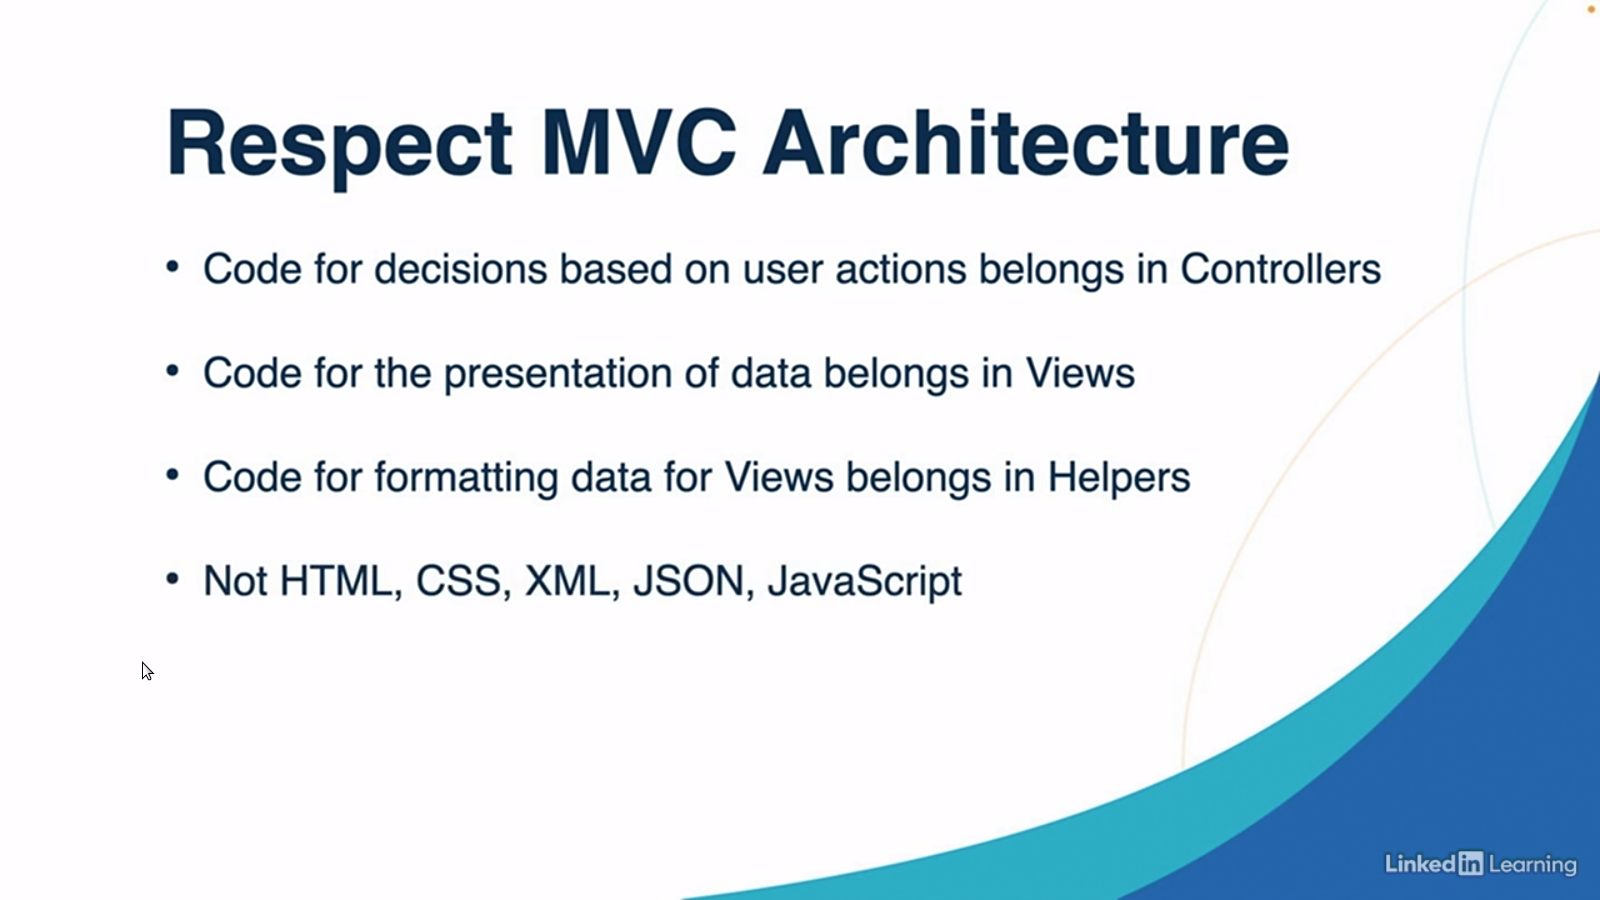 Respect MVC Architecture
• Code for decisions based on user actions belongs in Controllers
• Code for the presentation of data belongs in Views
• Code for formatting data for Views belongs in Helpers
• Not HTML, CSS, XML, JSON, JavaScript
Linked in Learning